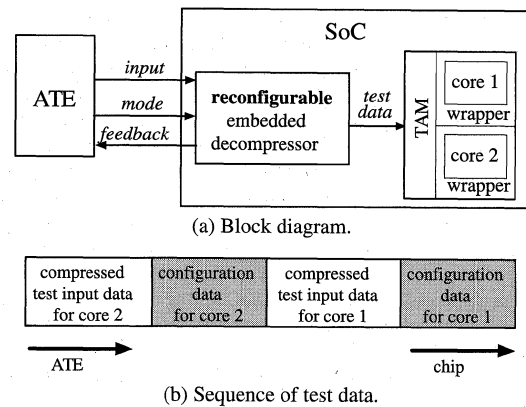 SoC
ATE
input
mode
feedback
reconfigurable
embedded
decompressor
test
data
TAM
core 1
wrapper
core 2
wrapper
(a) Block diagram.
compressed
test input data
for core 2
configuration
data
for core 2
compressed
test input data
for core 1
configuration
data
for core 1
ATE
chip
(b) Sequence of test data.